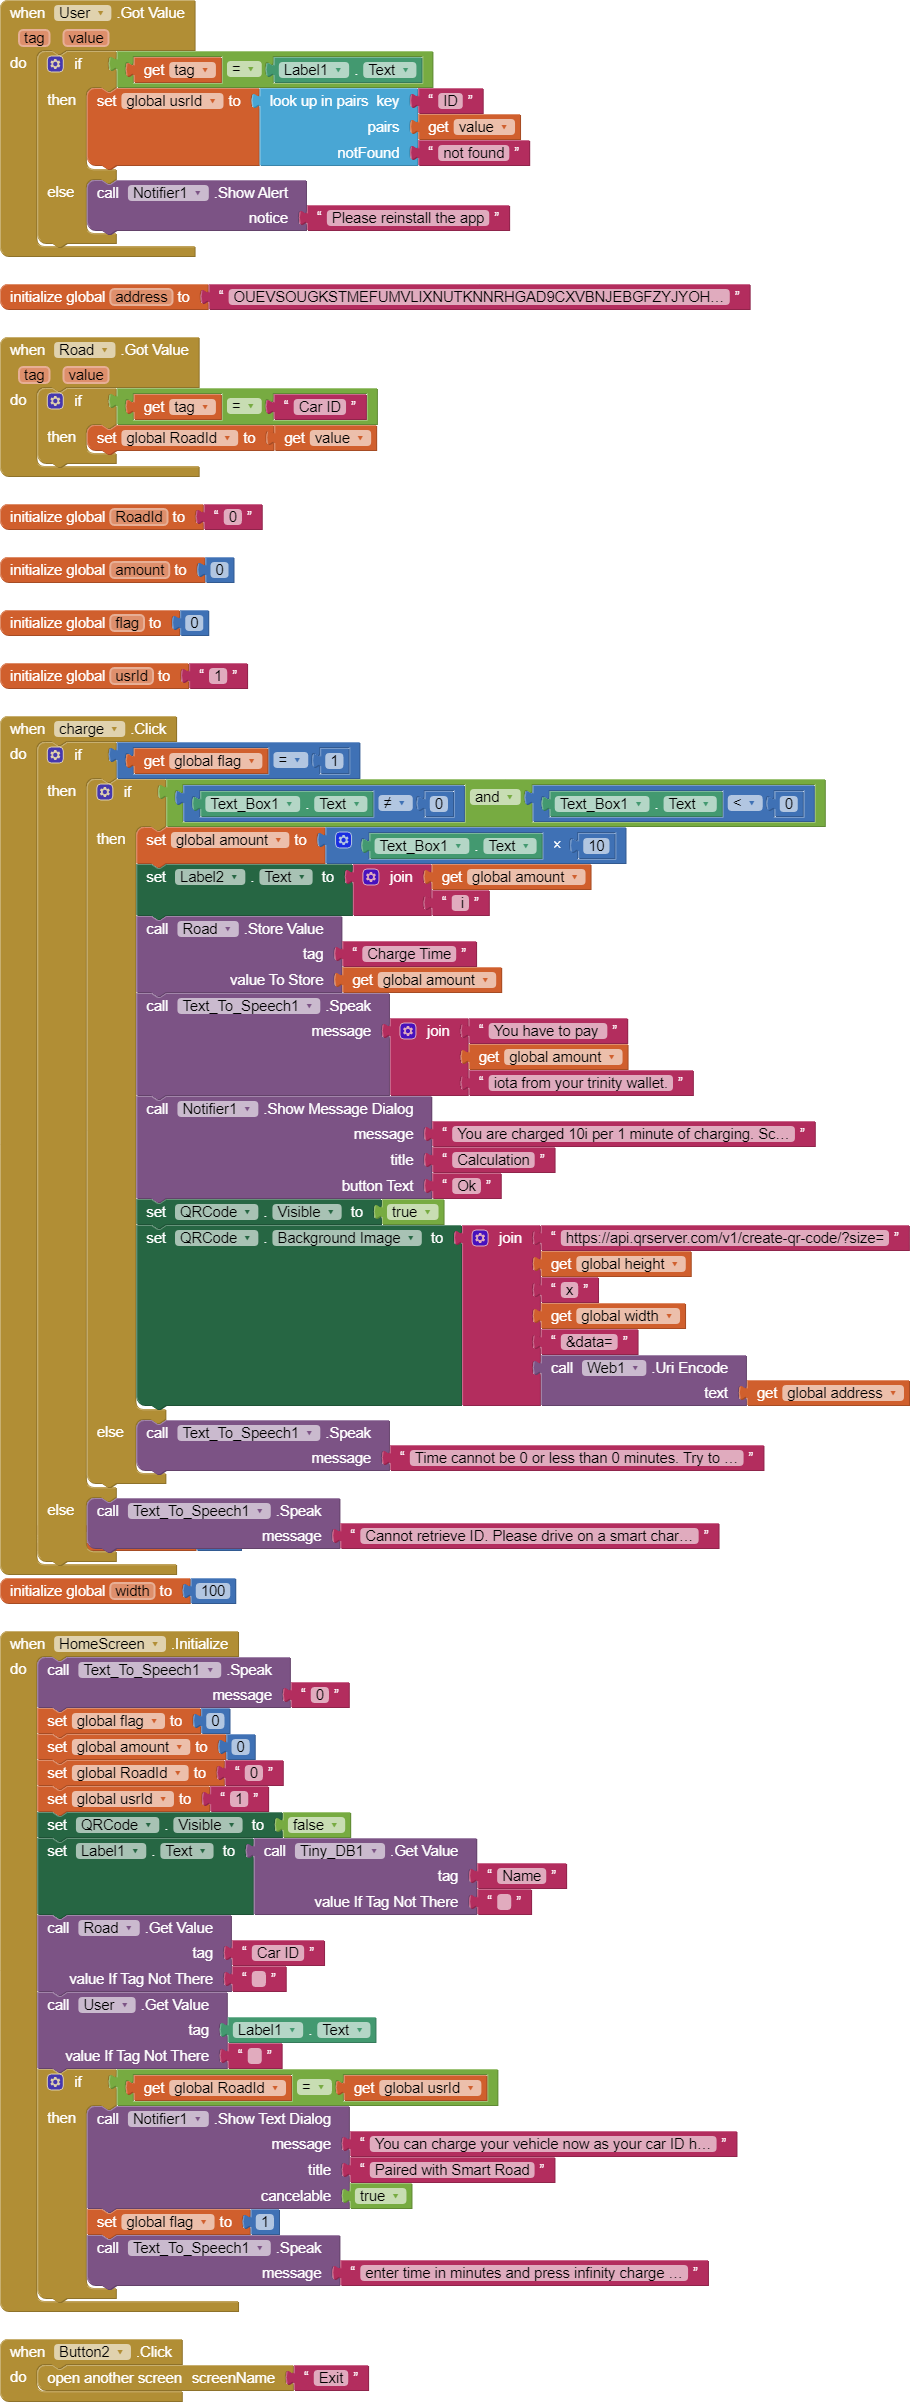 when User .Got Value
tag value
do if get tag = Label1 . Text
then set global usrId to look up in pairs key " ID "
pairs get value
notFound " not found "
else call Notifier1 .Show Alert
notice " Please reinstall the app "
initialize global address to " OUEVSOUGKSTMEFUMVLIXNUTKNNRHGAD9CXVBNJEBGFZYJYOH... "
when Road .Got Value
tag value
do if get tag = " Car ID "
then set global RoadId to get value
initialize global RoadId to " 0 "
initialize global amount to 0
initialize global flag to 0
initialize global usrId to " 1 "
when charge .Click
do if get global flag = 1
then if Text_Box1 . Text ≠ 0 and Text_Box1 . Text < 0
then set global amount to Text_Box1 . Text × 10
set Label2 . Text to join get global amount
" i "
call Road .Store Value
tag " Charge Time "
value To Store get global amount
call Text_To_Speech1 .Speak
message join " You have to pay "
get global amount
" iota from your trinity wallet. "
call Notifier1 .Show Message Dialog
message " You are charged 10i per 1 minute of charging. Sc... "
title " Calculation "
button Text " Ok "
set QRCode . Visible to true
set QRCode . Background Image to join " https://api.qrserver.com/v1/create-qr-code/?size= "
get global height
" x "
get global width
" &data= "
call Web1 .Uri Encode
text get global address
else call Text_To_Speech1 .Speak
message " Time cannot be 0 or less than 0 minutes. Try to ... "
else call Text_To_Speech1 .Speak
message " Cannot retrieve ID. Please drive on a smart char... "
initialize global width to 100
when HomeScreen .Initialize
do call Text_To_Speech1 .Speak
message " 0 "
set global flag to 0
set global amount to 0
set global RoadId to " 0 "
set global usrId to " 1 "
set QRCode . Visible to false
set Label1 . Text to call Tiny_DB1 .Get Value
tag " Name "
value If Tag Not There " "
call Road .Get Value
tag " Car ID "
value If Tag Not There " "
call User .Get Value
tag Label1 . Text
value If Tag Not There " "
if get global RoadId = get global usrId
then call Notifier1 .Show Text Dialog
message " You can charge your vehicle now as your car ID h... "
title " Paired with Smart Road "
cancelable true
set global flag to 1
call Text_To_Speech1 .Speak
message " enter time in minutes and press infinity charge ... "
when Button2 .Click
do open another screen screenName " Exit "